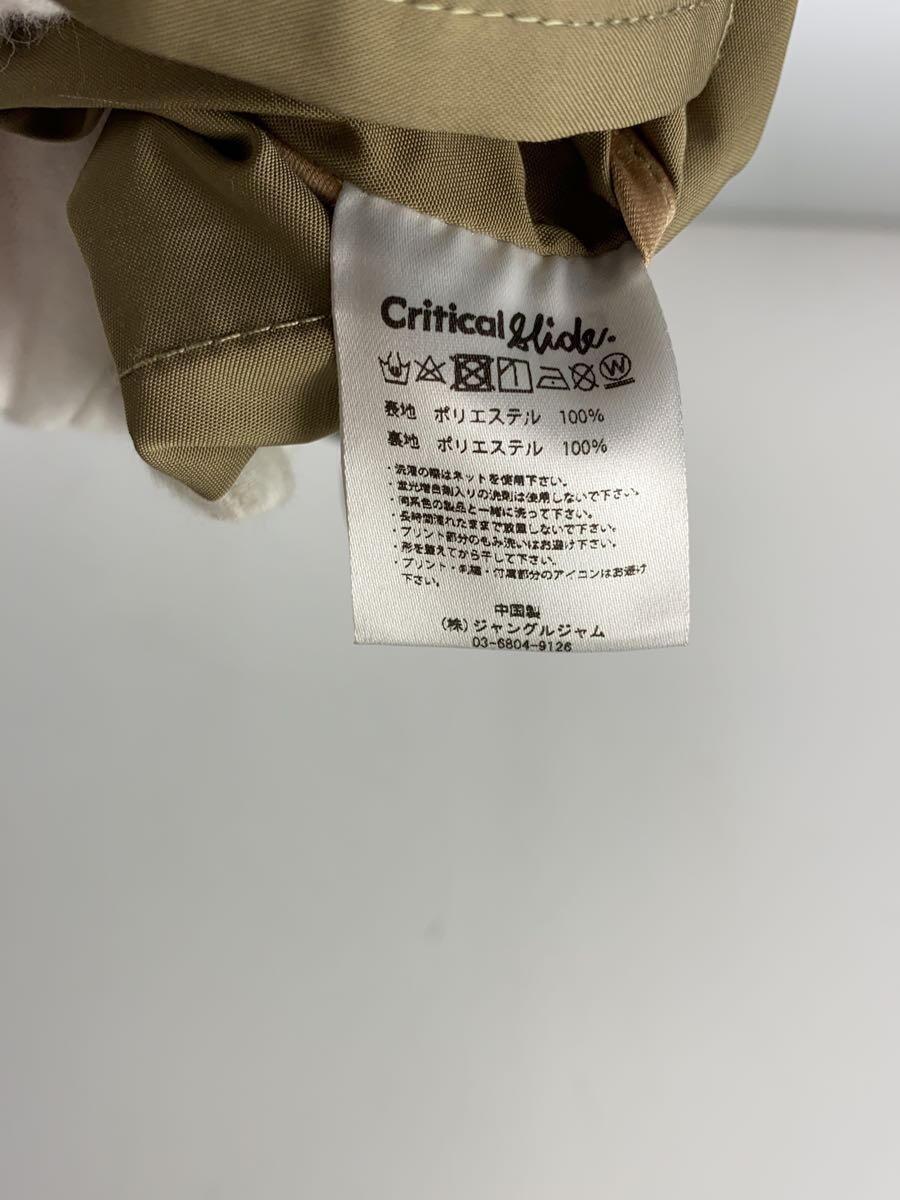 Critical Slide.
W
表地 ポリエステル 100%
裏地 ポリエステル 100%
・洗濯の際はネットを使用下さい。
・蛍光増色剤入りの洗剤は使用しないで下さい。
・同系色の製品と一緒に洗って下さい。
・長時間濡れたままで放置しないで下さい。
・プリント部分のもみ洗いはお避け下さい。
・形を整えてから干して下さい。
・プリント・刺繍・付属部分のアイロンはお避け
下さい。
中国製
(株)ジャングルジャム
03-6804-9126